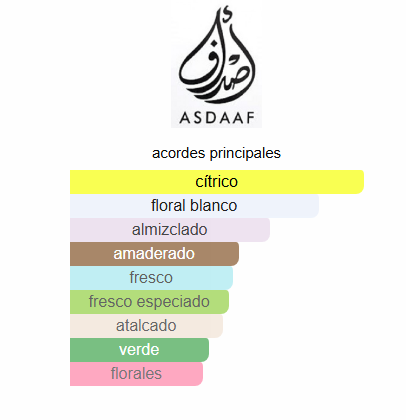 أصداف
ASDAAF
acordes principales
cítrico
floral blanco
almizclado
amaderado
fresco
fresco especiado
atalcado
verde
florales